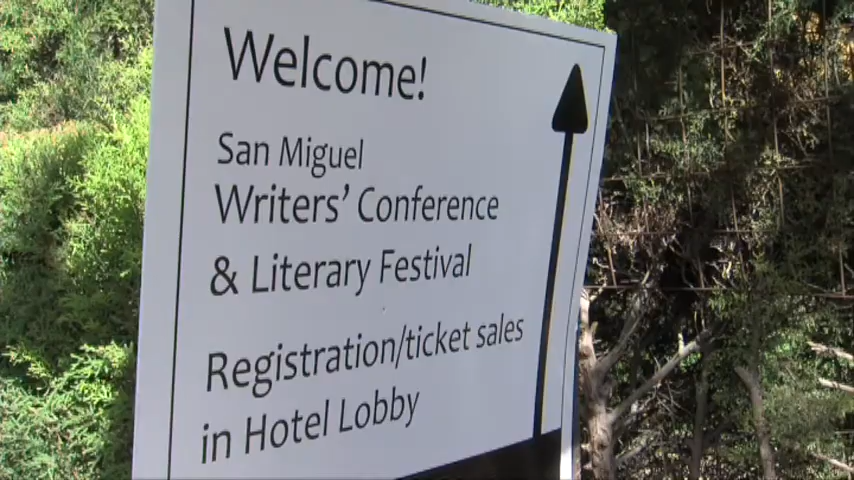 Welcome!
San Miguel
Writers’ Conference
& Literary Festival
Registration/ticket sales
in Hotel Lobby